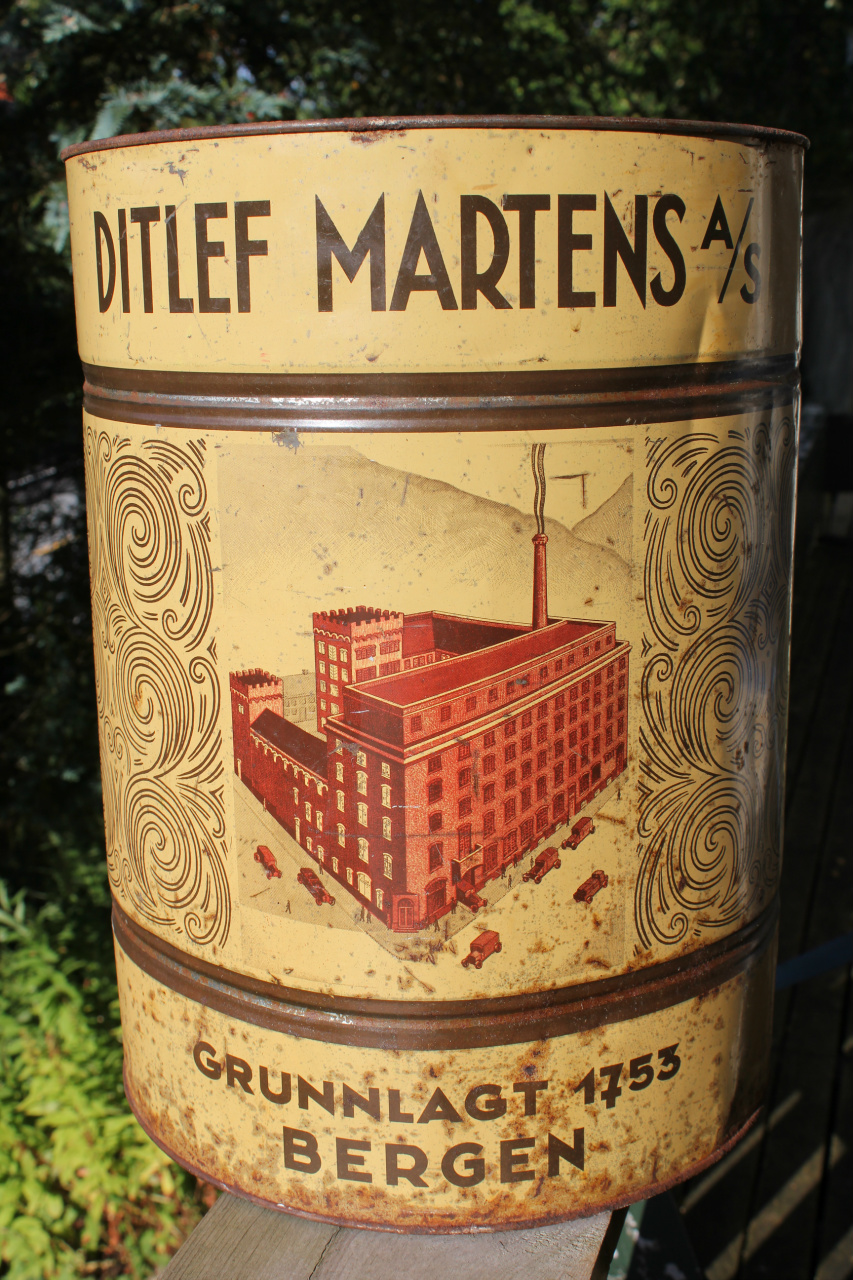 DITLEF MARTENS A/S
GRUNNLAGT 1753
BERGEN